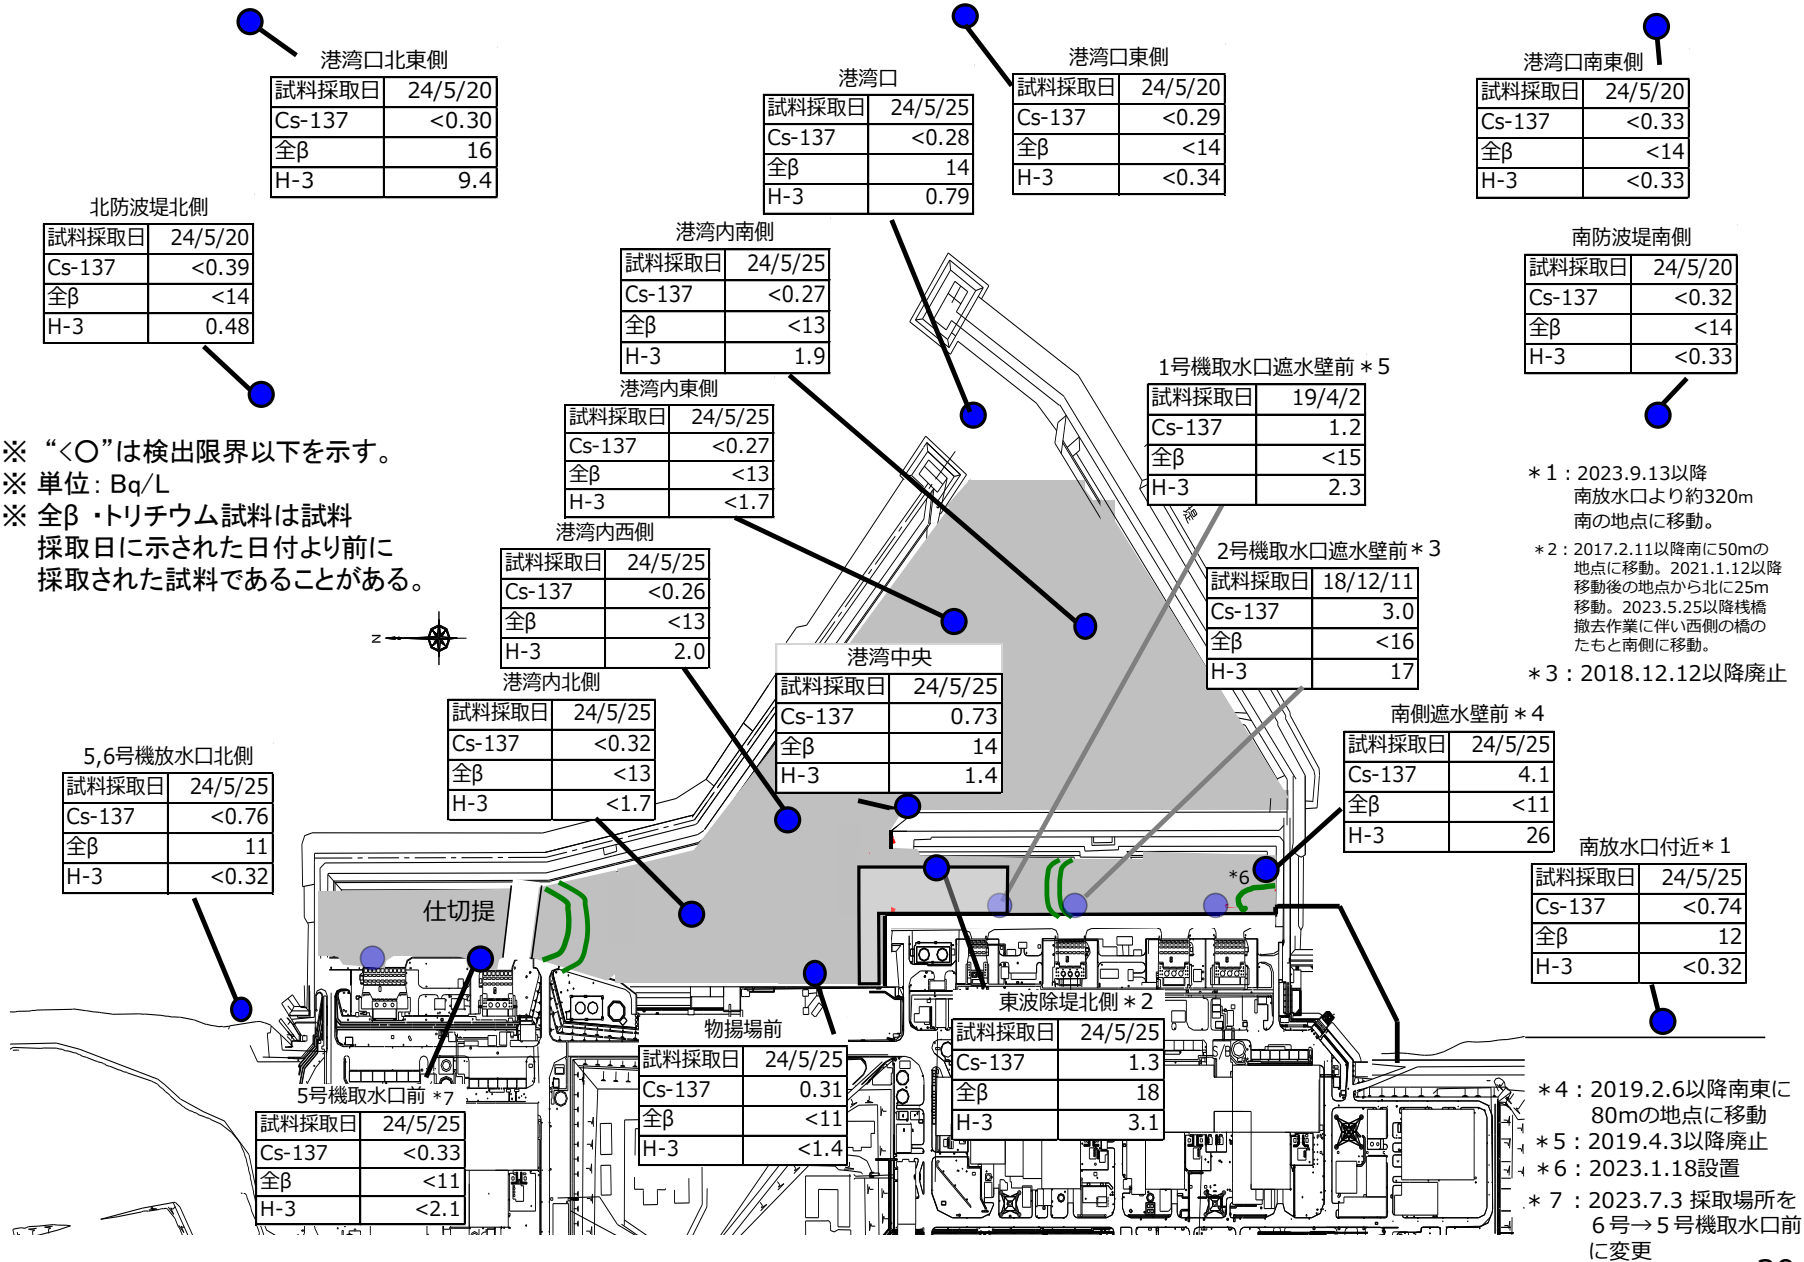 港湾口北東側
試料採取日 24/5/20
Cs-137 <0.30
全β 16
H-3 9.4
港湾口
試料採取日 24/5/25
Cs-137 <0.28
全β 14
H-3 0.79
港湾口東側
試料採取日 24/5/20
Cs-137 <0.29
全β <14
H-3 <0.34
港湾口南東側
試料採取日 24/5/20
Cs-137 <0.33
全β <14
H-3 <0.33
北防波堤北側
試料採取日 24/5/20
Cs-137 <0.39
全β <14
H-3 0.48
港湾内南側
試料採取日 24/5/25
Cs-137 <0.27
全β <13
H-3 1.9
南防波堤南側
試料採取日 24/5/20
Cs-137 <0.32
全β <14
H-3 <0.33
港湾内東側
試料採取日 24/5/25
Cs-137 <0.27
全β <13
H-3 <1.7
1号機取水口遮水壁前＊5
試料採取日 19/4/2
Cs-137 1.2
全β <15
H-3 2.3
※ “<〇”は検出限界以下を示す。
※ 単位：Bq/L
※ 全β・トリチウム試料は試料
採取日に示された日付より前に
採取された試料であることがある。
N
堤
港湾内西側
試料採取日 24/5/25
Cs-137 <0.26
全β <13
H-3 2.0
2号機取水口遮水壁前＊3
試料採取日 18/12/11
Cs-137 3.0
全β <16
H-3 17
＊1：2023.9.13以降
南放水口より約320m
南の地点に移動。
＊2：2017.2.11以降南に50mの
地点に移動。2021.1.12以降
移動後の地点から北に25m
移動。2023.5.25以降桟橋
撤去作業に伴い西側の橋の
たもと南側に移動。
＊3：2018.12.12以降廃止
港湾中央
試料採取日 24/5/25
Cs-137 0.73
全β 14
H-3 1.4
港湾内北側
試料採取日 24/5/25
Cs-137 <0.32
全β <13
H-3 <1.7
南側遮水壁前＊4
試料採取日 24/5/25
Cs-137 4.1
全β <11
H-3 26
5,6号機放水口北側
試料採取日 24/5/25
Cs-137 <0.76
全β 11
H-3 <0.32
南放水口付近＊1
試料採取日 24/5/25
Cs-137 <0.74
全β 12
H-3 <0.32
仕切提
*6
物揚場前
試料採取日 24/5/25
Cs-137 0.31
全β <11
H-3 <1.4
東波除堤北側＊2
試料採取日 24/5/25
Cs-137 1.3
全β 18
H-3 3.1
5号機取水口前 *7
試料採取日 24/5/25
Cs-137 <0.33
全β <11
H-3 <2.1
＊4：2019.2.6以降南東に
80mの地点に移動
＊5：2019.4.3以降廃止
＊6：2023.1.18設置
＊7：2023.7.3 採取場所を
6号→5号機取水口前
に変更